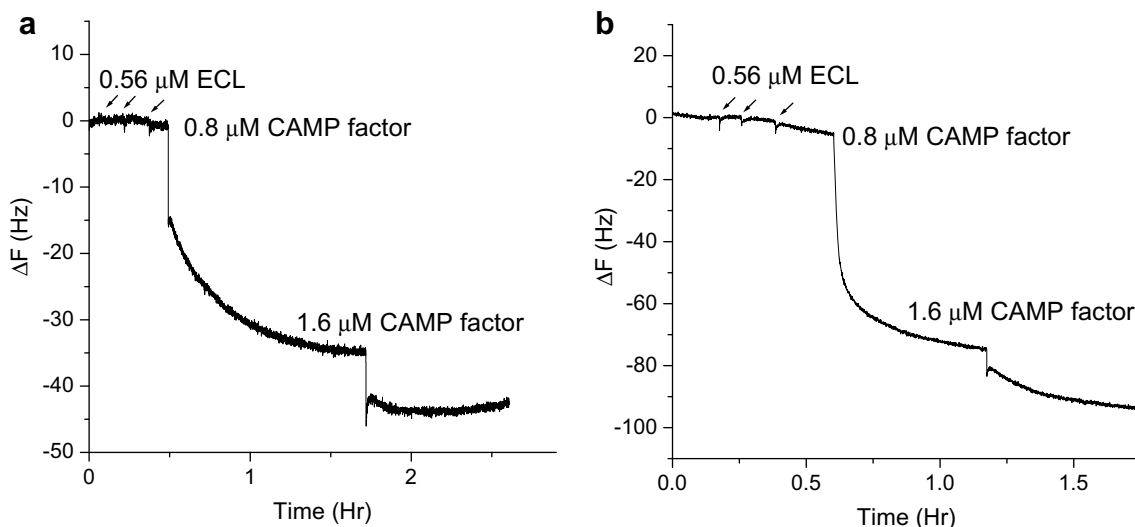 a
15
0
-10
-20
-30
-40
-50
ΔF (Hz)
0.56 μM ECL
0.8 μM CAMP factor
1.6 μM CAMP factor
0
1
2
Time (Hr)
b
20
0
-20
-40
-60
-80
-100
ΔF (Hz)
0.56 μM ECL
0.8 μM CAMP factor
1.6 μM CAMP factor
0.0
0.5
1.0
1.5
Time (Hr)